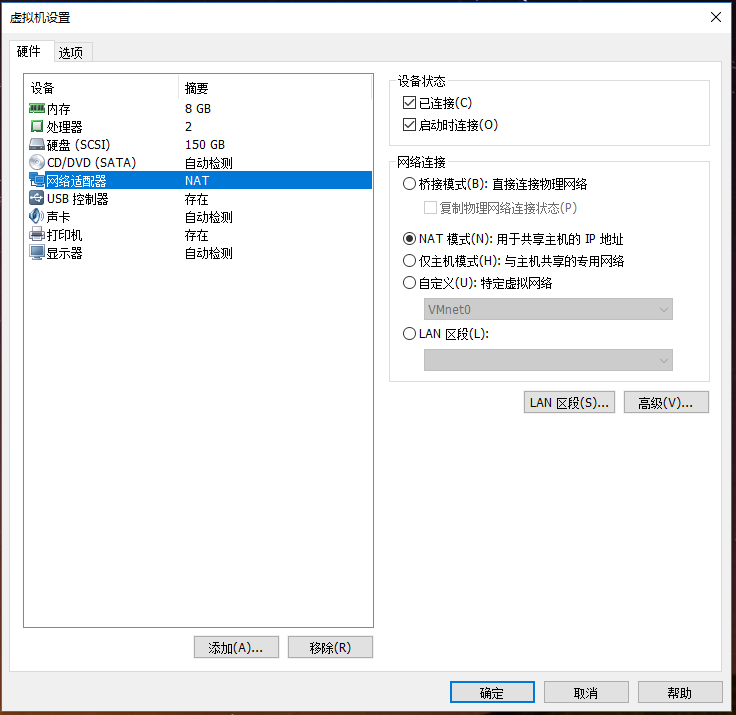 虚拟机设置
硬件 选项
设备 摘要
内存 8 GB
处理器 2
硬盘 (SCSI) 150 GB
CD/DVD (SATA) 自动检测
网络适配器 NAT
USB 控制器 存在
声卡 自动检测
打印机 存在
显示器 自动检测
添加(A)... 移除(R)
设备状态
已连接(C)
启动时连接(O)
网络连接
桥接模式(B): 直接连接物理网络
复制物理网络连接状态(P)
NAT 模式(N): 用于共享主机的 IP 地址
仅主机模式(H): 与主机共享的专用网络
自定义(U): 特定虚拟网络
VMnet0
LAN 区段(L):
LAN 区段(S)... 高级(V)...
确定 取消 帮助